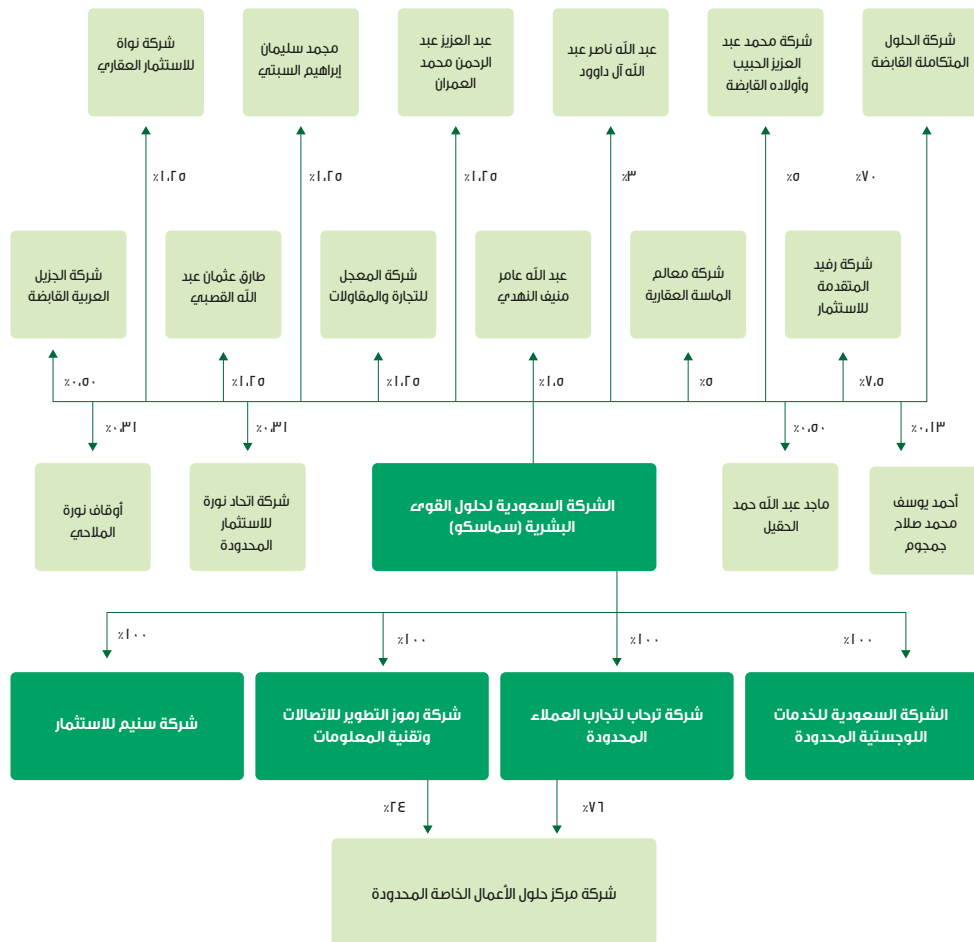 شركة الحلول
المتكاملة القابضة
شركة محمد عبد
العزيز الحبيب
وأولاده القابضة
عبد الله ناصر عبد
الله آل داوود
عبد العزيز عبد
الرحمن محمد
العمران
مجمد سليمان
إبراهيم السبتي
شركة نواة
للاستثمار العقاري
٪٧٠
٪٥
٪٣
٪١،٢٥
٪١،٢٥
٪١،٢٥
شركة رفيد
المتقدمة
للاستثمار
شركة معالم
الماسة العقارية
عبد الله عامر
منيف النهدي
شركة المعجل
للتجارة والمقاولات
طارق عثمان عبد
الله القصبي
شركة الجزيل
العربية القابضة
٪٧،٥
٪٥
٪١،٥
٪١،٢٥
٪١،٢٥
٪٠،٥٠
٪٠،١٣
٪٠،٥٠
٪٠،٣١
٪٠،٣١
أحمد يوسف
محمد صلاح
جمجوم
ماجد عبد الله حمد
الحقيل
الشركة السعودية لحلول القوى
البشرية (سماسكو)
شركة اتحاد نورة
للاستثمار
المحدودة
أوقاف نورة
الملاحي
٪١٠٠
٪١٠٠
٪١٠٠
٪١٠٠
الشركة السعودية للخدمات
اللوجستية المحدودة
شركة ترحاب لتجارب العملاء
المحدودة
شركة رموز التطوير للاتصالات
وتقنية المعلومات
شركة سنيم للاستثمار
٪٧٦
٪٢٤
شركة مركز حلول الأعمال الخاصة المحدودة